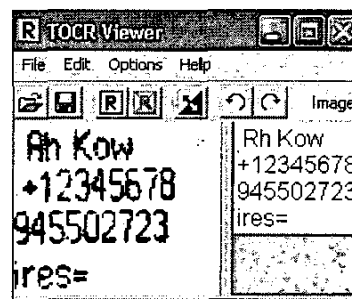 R TOCR Viewer
File Edit Options Help
R R Image
Rh Kow
+12345678
945502723
ires=
Rh Kow
+12345678
945502723
ires=